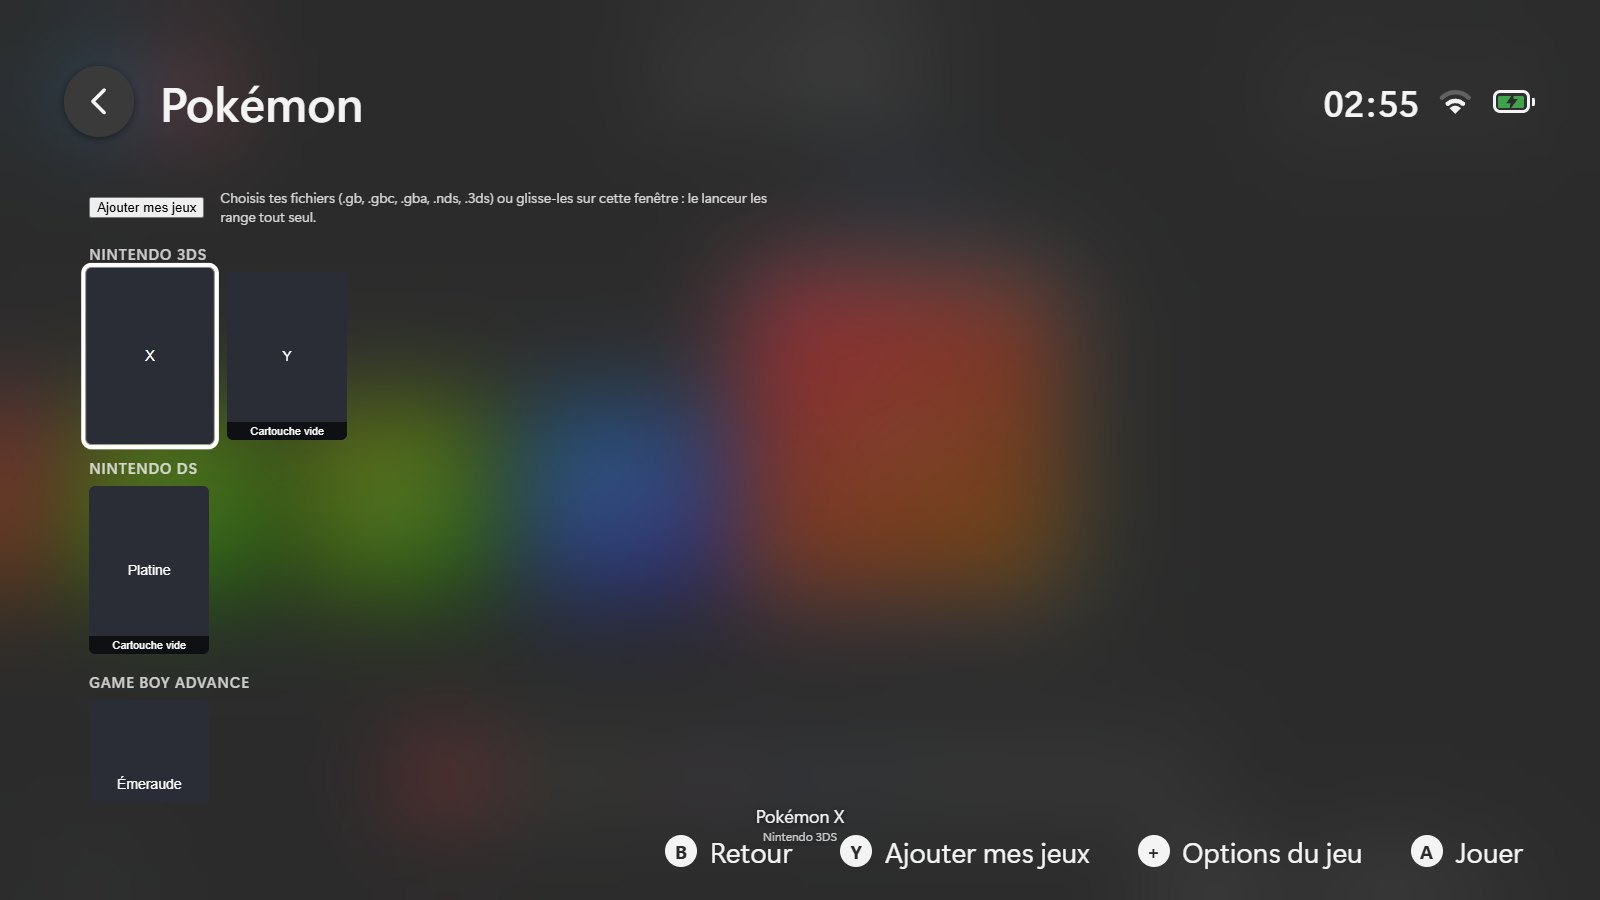 Pokémon
02:55
Ajouter mes jeux
Choisis tes fichiers (.gb, .gbc, .gba, .nds, .3ds) ou glisse-les sur cette fenêtre : le lanceur les
range tout seul.
NINTENDO 3DS
X
Y
Cartouche vide
NINTENDO DS
Platine
Cartouche vide
GAME BOY ADVANCE
Émeraude
Pokémon X
Nintendo 3DS
B Retour
Y Ajouter mes jeux
+ Options du jeu
A Jouer